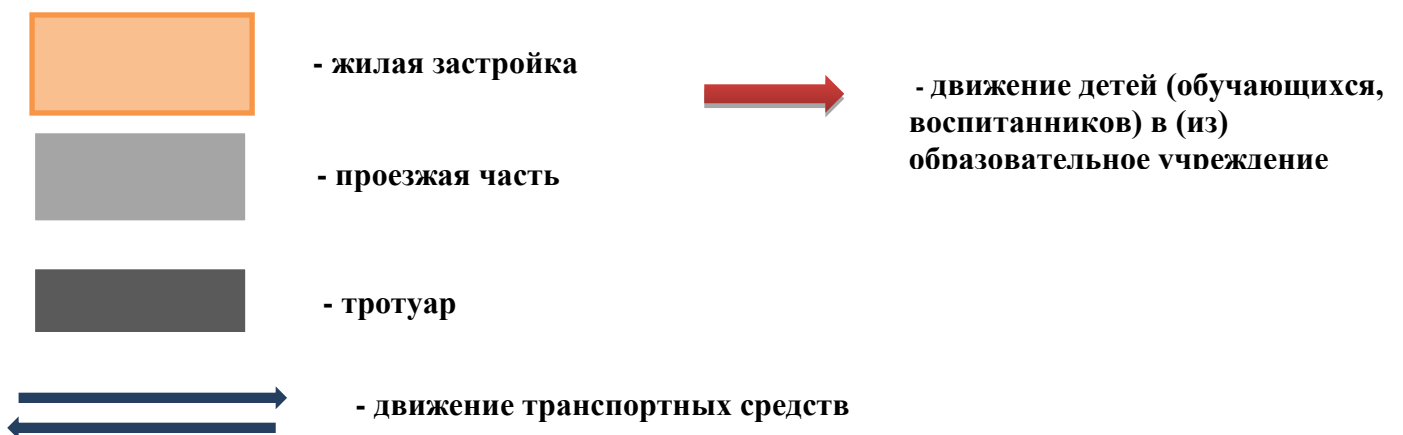 - жилая застройка
- движение детей (обучающихся,
воспитанников) в (из)
образовательное учреждение
- проезжая часть
- тротуар
- движение транспортных средств